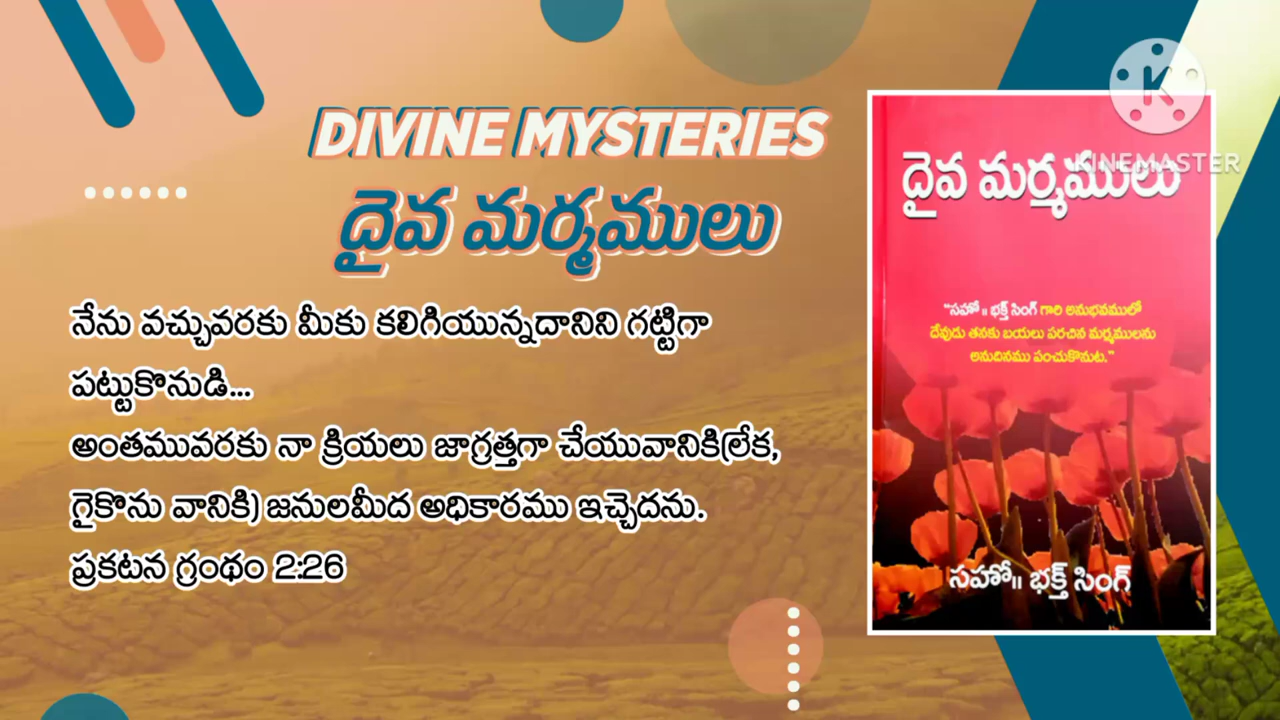 DIVINE MYSTERIES
దైవ మర్మములు
నేను వచ్చువరకు మీకు కలిగియున్నదానిని గట్టిగా
పట్టుకొనుడి...
అంతమువరకు నా క్రియలు జాగ్రత్తగా చేయువానికి(లేక,
గైకొను వానికి) జనులమీద అధికారము ఇచ్చెదను.
ప్రకటన గ్రంథం 2:26
KINEMASTER
దైవ మర్మములు
"సహో॥ భక్త్ సింగ్ గారి అనుభవములో
దేవుడు తనకు బయలు పరచిన మర్మములను
అనుదినము పంచుకొనుట."
సహో॥ భక్త్ సింగ్